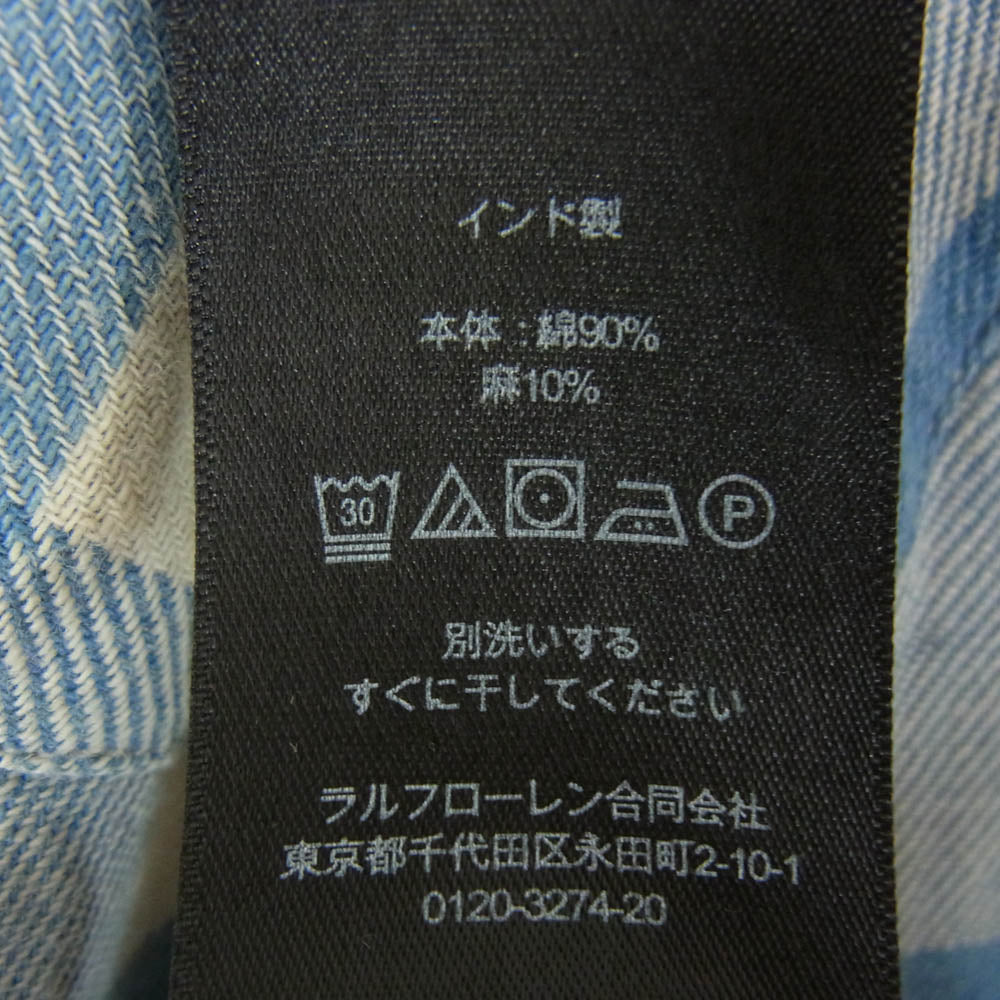 インド製
本体：綿90%
麻10%
30 P
別洗いする
すぐに干してください
ラルフローレン合同会社
東京都千代田区永田町2-10-1
0120-3274-20